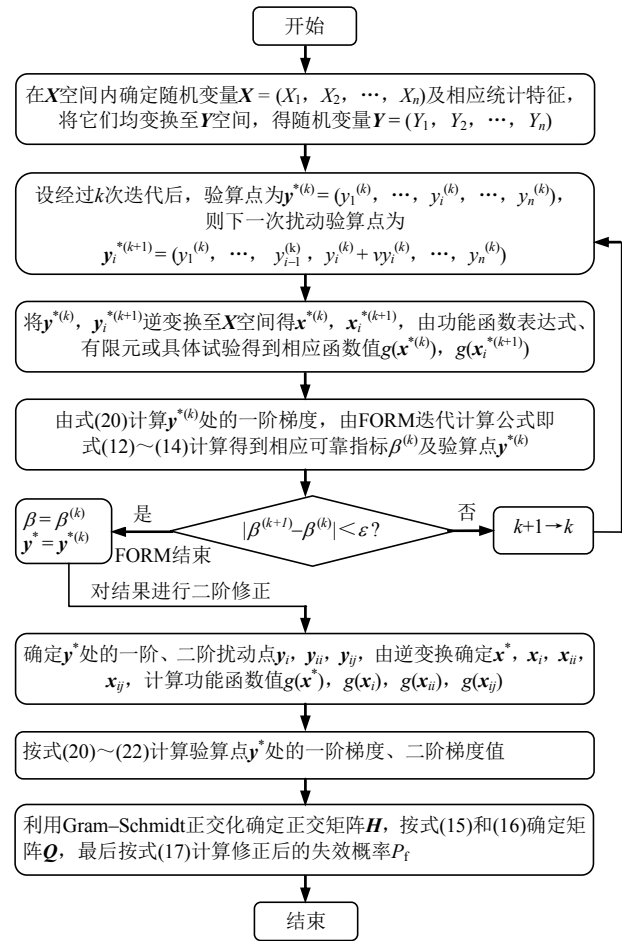 开始
在X空间内确定随机变量X = (X₁, X₂, …, Xₙ)及相应统计特征,
将它们均变换至Y空间, 得随机变量Y = (Y₁, Y₂, …, Yₙ)
设经过k次迭代后, 验算点为y*⁽ᵏ⁾ = (y₁⁽ᵏ⁾, …, yᵢ⁽ᵏ⁾, …, yₙ⁽ᵏ⁾),
则下一次扰动验算点为
yᵢ*⁽ᵏ⁺¹⁾ = (y₁⁽ᵏ⁾, …, yᵢ₋₁⁽ᵏ⁾, yᵢ⁽ᵏ⁾ + vyᵢ⁽ᵏ⁾, …, yₙ⁽ᵏ⁾)
将y*⁽ᵏ⁾, yᵢ*⁽ᵏ⁺¹⁾逆变换至X空间得x*⁽ᵏ⁾, xᵢ*⁽ᵏ⁺¹⁾, 由功能函数表达式、
有限元或具体试验得到相应函数值g(x*⁽ᵏ⁾), g(xᵢ*⁽ᵏ⁺¹⁾)
由式(20)计算y*⁽ᵏ⁾处的一阶梯度, 由FORM迭代计算公式即
式(12)~(14)计算得到相应可靠指标β⁽ᵏ⁾及验算点y*⁽ᵏ⁾
|β⁽ᵏ⁺¹⁾–β⁽ᵏ⁾|<ε?
是
否
β = β⁽ᵏ⁾
y* = y*⁽ᵏ⁾
FORM结束
k+1→k
对结果进行二阶修正
确定y*处的一阶、二阶扰动点yᵢ, yᵢᵢ, yᵢⱼ, 由逆变换确定x*, xᵢ, xᵢᵢ,
xᵢⱼ, 计算功能函数值g(x*), g(xᵢ), g(xᵢᵢ), g(xᵢⱼ)
按式(20)~(22)计算验算点y*处的一阶梯度、二阶梯度值
利用Gram–Schmidt正交化确定正交矩阵H, 按式(15)和(16)确定矩
阵Q, 最后按式(17)计算修正后的失效概率P_f
结束